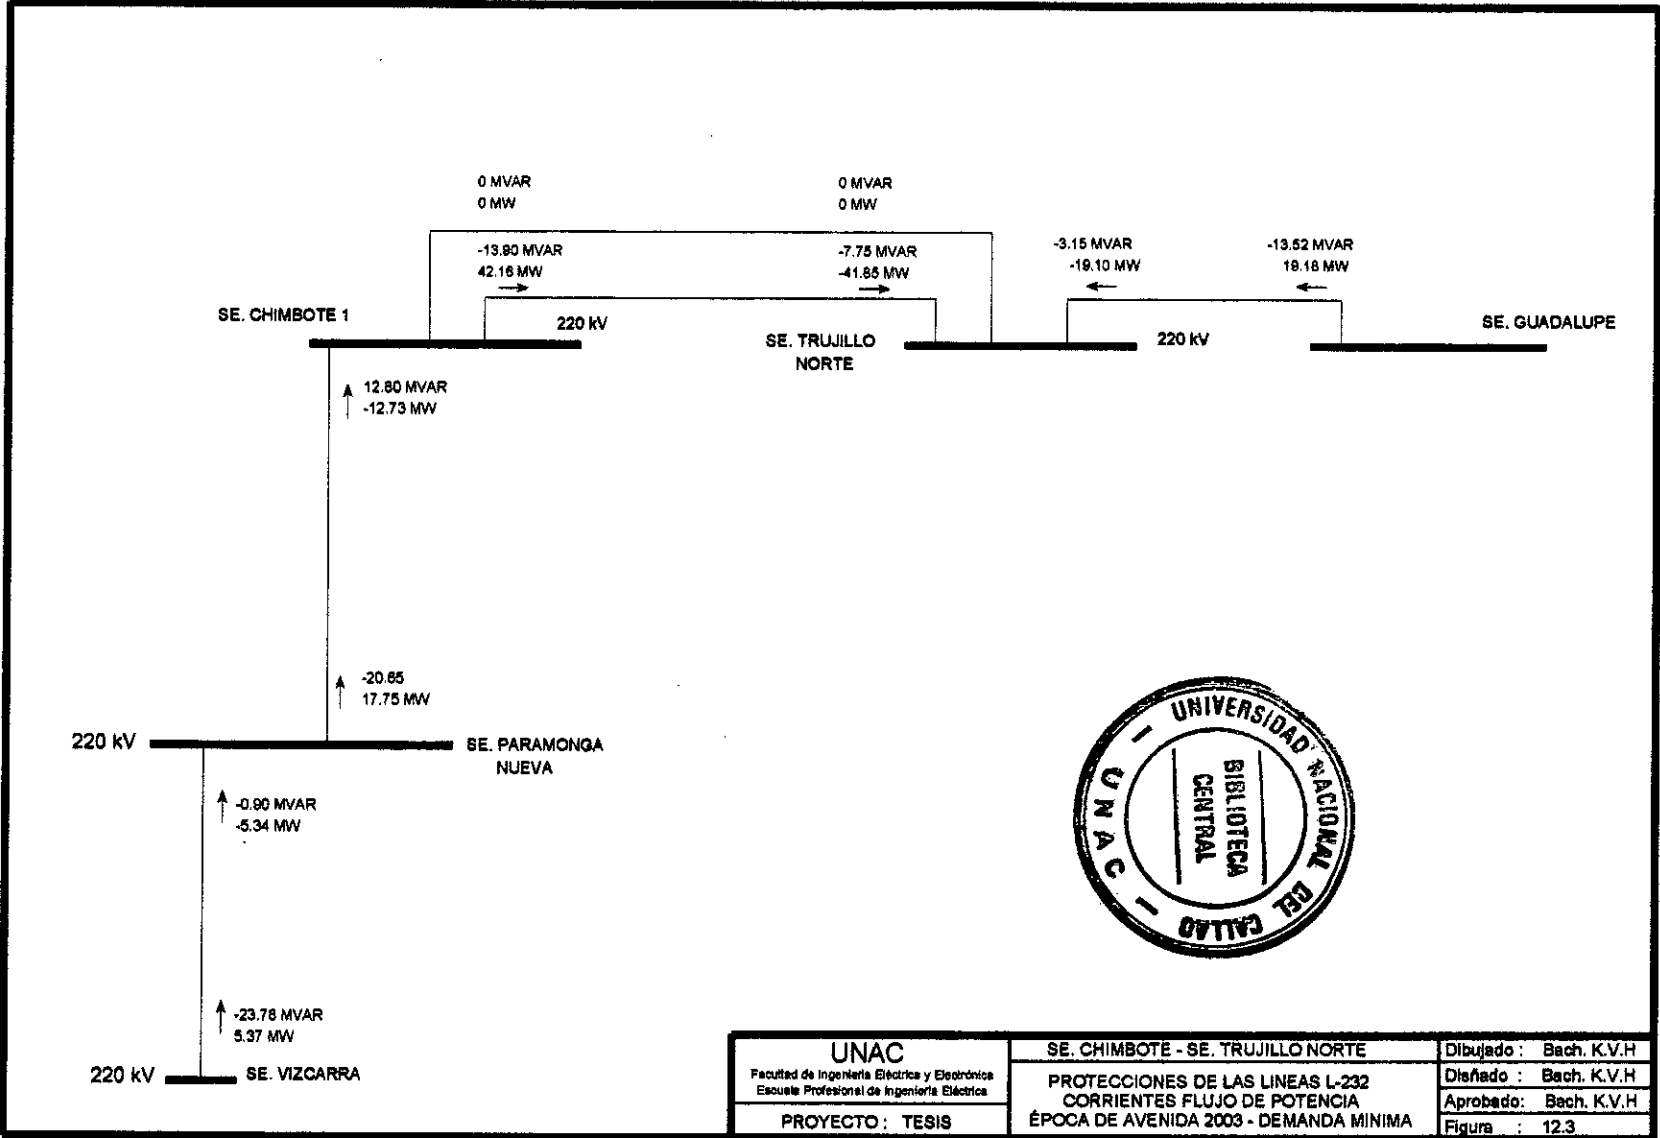 0 MVAR
0 MW
0 MVAR
0 MW
-13.90 MVAR
42.16 MW
-7.75 MVAR
-41.85 MW
-3.15 MVAR
-19.10 MW
-13.52 MVAR
19.18 MW
SE. CHIMBOTE 1
220 kV
SE. TRUJILLO
NORTE
220 kV
SE. GUADALUPE
12.80 MVAR
-12.73 MW
-20.65
17.75 MW
220 kV
SE. PARAMONGA
NUEVA
-0.90 MVAR
-5.34 MW
-23.78 MVAR
5.37 MW
220 kV
SE. VIZCARRA
UNIVERSIDAD NACIONAL DEL CALLAO
- UNAC -
BIBLIOTECA
CENTRAL
UNAC
Facultad de Ingeniería Eléctrica y Electrónica
Escuela Profesional de Ingeniería Eléctrica
PROYECTO : TESIS
SE. CHIMBOTE - SE. TRUJILLO NORTE
PROTECCIONES DE LAS LINEAS L-232
CORRIENTES FLUJO DE POTENCIA
ÉPOCA DE AVENIDA 2003 - DEMANDA MINIMA
Dibujado : Bach. K.V.H
Disñado : Bach. K.V.H
Aprobado: Bach. K.V.H
Figura : 12.3